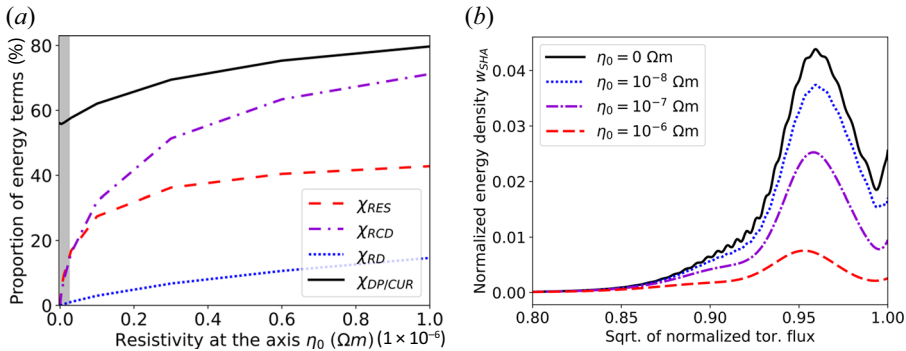 (a)
Proportion of energy terms (%)
80
60
40
20
0
χRES
χRCD
χRD
χDP/CUR
0.0 0.2 0.4 0.6 0.8 1.0
Resistivity at the axis η0 (Ωm) (1 × 10⁻⁶)
(b)
Normalized energy density wSHA
0.04
0.03
0.02
0.01
0.00
η0 = 0 Ωm
η0 = 10⁻⁸ Ωm
η0 = 10⁻⁷ Ωm
η0 = 10⁻⁶ Ωm
0.80 0.85 0.90 0.95 1.00
Sqrt. of normalized tor. flux